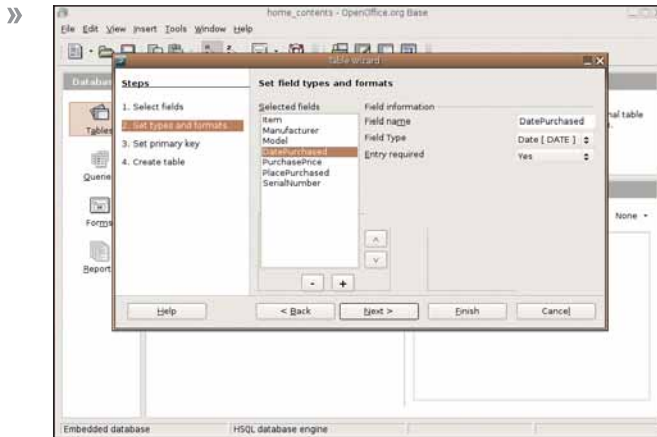 »
home_contents - OpenOffice.org Base
File Edit View Insert Tools Window Help
Table wizard
Database
Tables
Queries
Forms
Reports
Steps
1. Select fields
2. Set types and formats
3. Set primary key
4. Create table
Set field types and formats
Selected fields
Item
Manufacturer
Model
DatePurchased
PurchasePrice
PlacePurchased
SerialNumber
- +
Field information
Field name DatePurchased
Field Type Date [ DATE ]
Entry required Yes
nal table
None
Help < Back Next > Finish Cancel
Embedded database HSQL database engine